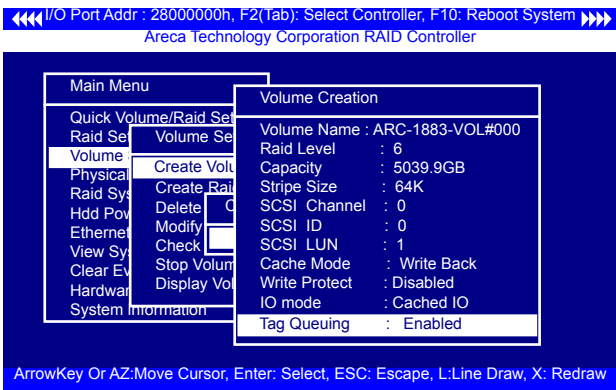 I/O Port Addr : 28000000h, F2(Tab): Select Controller, F10: Reboot System
Areca Technology Corporation RAID Controller
Main Menu
Quick Volume/Raid Set
Raid Set
Volume
Physical
Raid Sys
Hdd Pow
Ethernet
View Sys
Clear Ev
Hardwar
System Information
Volume Se
Create Volu
Create Raid
Delete
Modify
Check
Stop Volum
Display Vol
C
Volume Creation
Volume Name : ARC-1883-VOL#000
Raid Level : 6
Capacity : 5039.9GB
Stripe Size : 64K
SCSI Channel : 0
SCSI ID : 0
SCSI LUN : 1
Cache Mode : Write Back
Write Protect : Disabled
IO mode : Cached IO
Tag Queuing : Enabled
ArrowKey Or AZ:Move Cursor, Enter: Select, ESC: Escape, L:Line Draw, X: Redraw